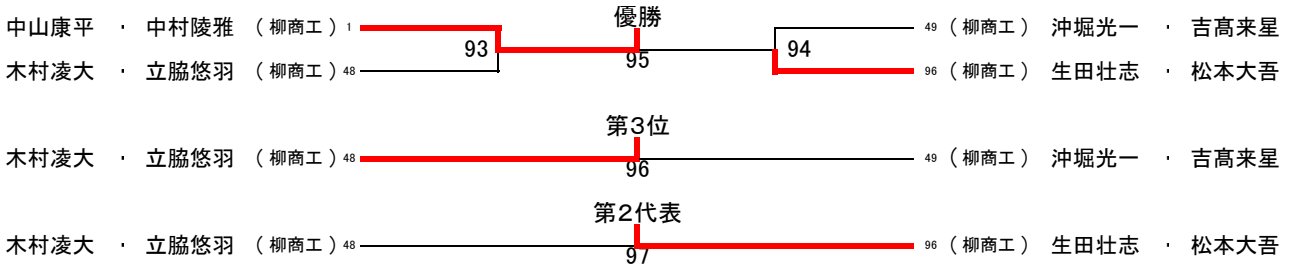 優勝
中山康平 ・ 中村陵雅 （柳商工）1 49（柳商工） 沖堀光一 ・ 吉髙来星
93 94
95
木村凌大 ・ 立脇悠羽 （柳商工）48 96（柳商工） 生田壮志 ・ 松本大吾
第３位
木村凌大 ・ 立脇悠羽 （柳商工）48 49（柳商工） 沖堀光一 ・ 吉髙来星
96
第２代表
木村凌大 ・ 立脇悠羽 （柳商工）48 96（柳商工） 生田壮志 ・ 松本大吾
97